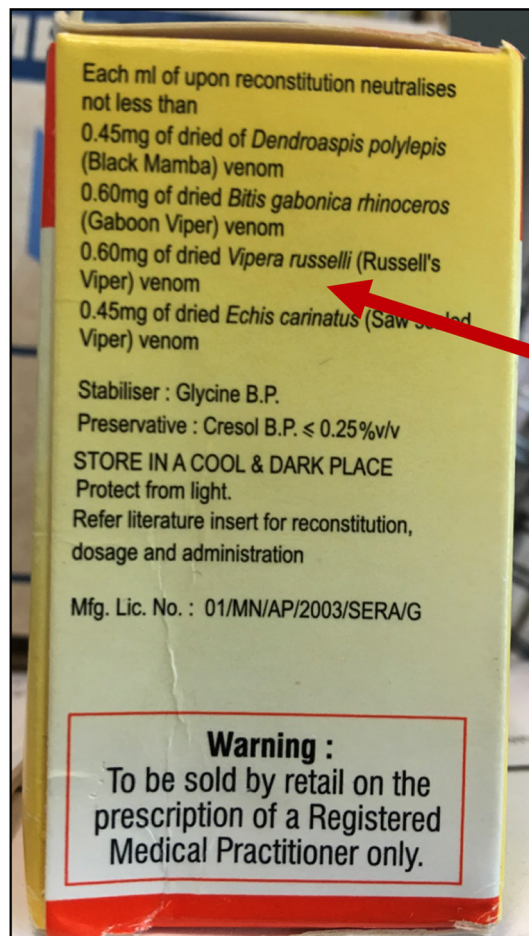 Each ml of upon reconstitution neutralises
not less than
0.45mg of dried of Dendroaspis polylepis
(Black Mamba) venom
0.60mg of dried Bitis gabonica rhinoceros
(Gaboon Viper) venom
0.60mg of dried Vipera russelli (Russell's
Viper) venom
0.45mg of dried Echis carinatus (Saw scaled
Viper) venom
Stabiliser : Glycine B.P.
Preservative : Cresol B.P. ⩽ 0.25%v/v
STORE IN A COOL & DARK PLACE
Protect from light.
Refer literature insert for reconstitution,
dosage and administration
Mfg. Lic. No. : 01/MN/AP/2003/SERA/G
Warning :
To be sold by retail on the
prescription of a Registered
Medical Practitioner only.